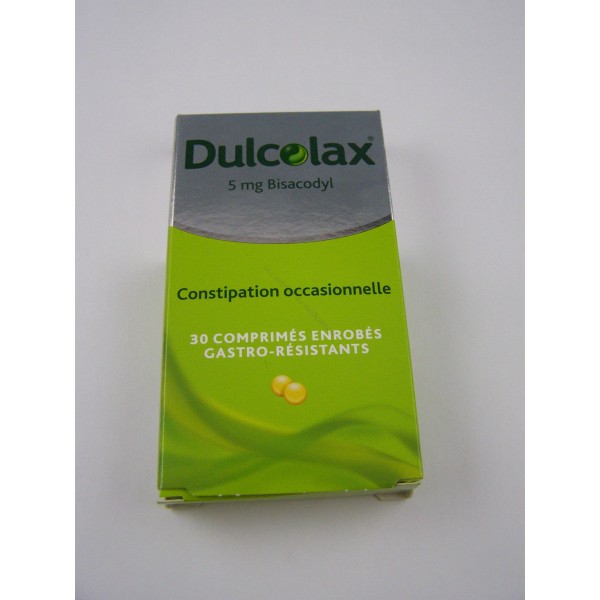 Dulcolax®
5 mg Bisacodyl
Constipation occasionnelle
30 COMPRIMÉS ENROBÉS
GASTRO-RÉSISTANTS